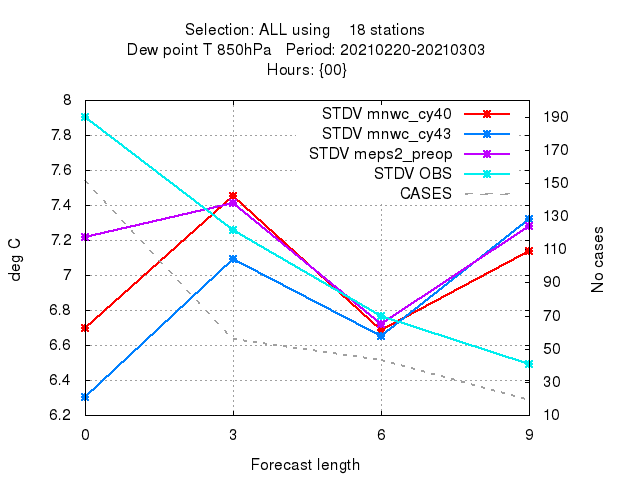 Selection: ALL using    18 stations
Dew point T 850hPa   Period: 20210220-20210303
Hours: {00}
STDV mnwc_cy40
STDV mnwc_cy43
STDV meps2_preop
STDV OBS
CASES
8
7.8
7.6
7.4
7.2
7
6.8
6.6
6.4
6.2
deg C
190
170
150
130
110
90
70
50
30
10
No cases
0 3 6 9
Forecast length